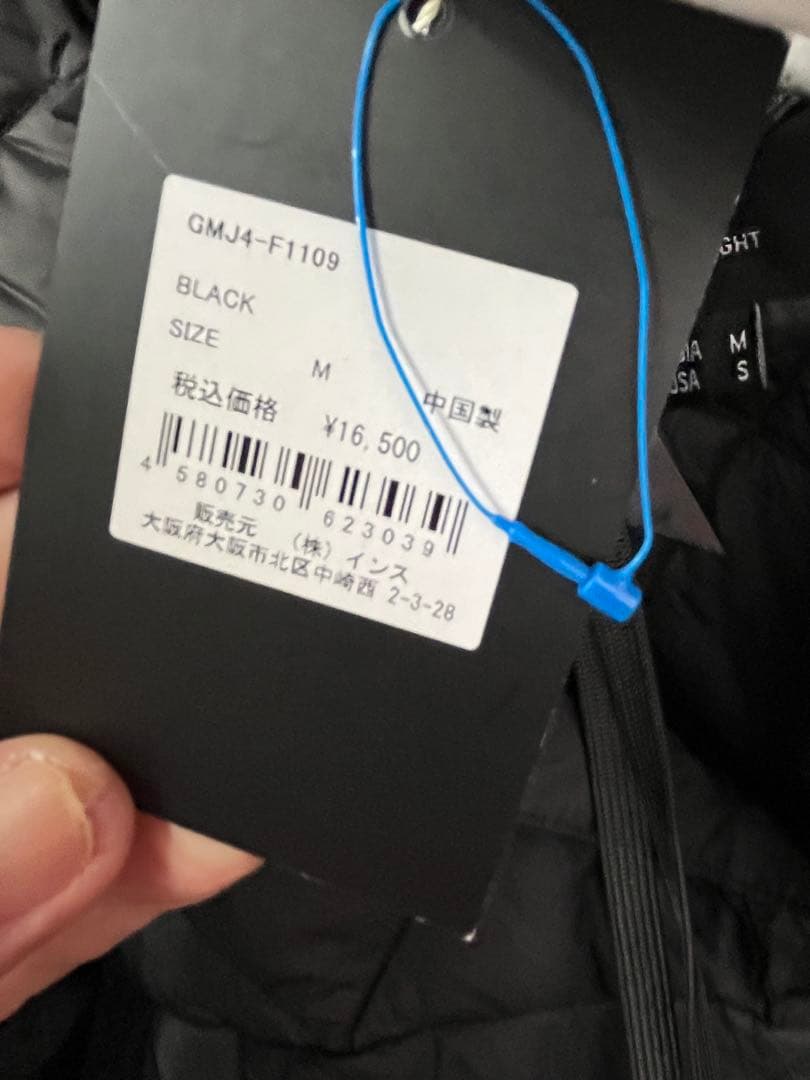 GMJ4-F1109
BLACK
SIZE
M
税込価格 ¥16,500 中国製
4 580730 623039
販売元 (株) インス
大阪府大阪市北区中崎西 2-3-28
GHT
M
USA S